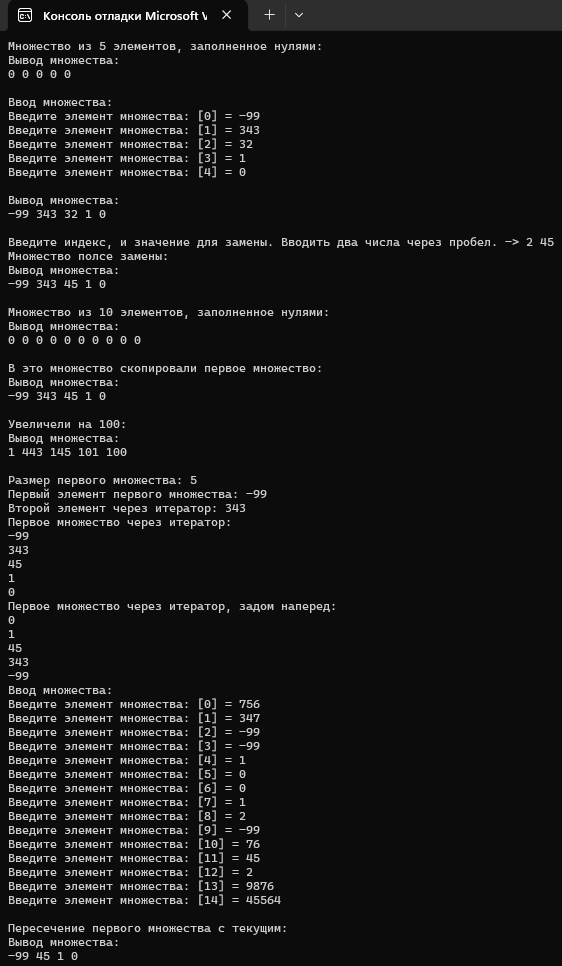 Консоль отладки Microsoft V
Множество из 5 элементов, заполненное нулями:
Вывод множества:
0 0 0 0 0
Ввод множества:
Введите элемент множества: [0] = -99
Введите элемент множества: [1] = 343
Введите элемент множества: [2] = 32
Введите элемент множества: [3] = 1
Введите элемент множества: [4] = 0
Вывод множества:
-99 343 32 1 0
Введите индекс, и значение для замены. Вводить два числа через пробел. -> 2 45
Множество полсе замены:
Вывод множества:
-99 343 45 1 0
Множество из 10 элементов, заполненное нулями:
Вывод множества:
0 0 0 0 0 0 0 0 0 0
В это множество скопировали первое множество:
Вывод множества:
-99 343 45 1 0
Увеличели на 100:
Вывод множества:
1 443 145 101 100
Размер первого множества: 5
Первый элемент первого множества: -99
Второй элемент через итератор: 343
Первое множество через итератор:
-99
343
45
1
0
Первое множество через итератор, задом наперед:
0
1
45
343
-99
Ввод множества:
Введите элемент множества: [0] = 756
Введите элемент множества: [1] = 347
Введите элемент множества: [2] = -99
Введите элемент множества: [3] = -99
Введите элемент множества: [4] = 1
Введите элемент множества: [5] = 0
Введите элемент множества: [6] = 0
Введите элемент множества: [7] = 1
Введите элемент множества: [8] = 2
Введите элемент множества: [9] = -99
Введите элемент множества: [10] = 76
Введите элемент множества: [11] = 45
Введите элемент множества: [12] = 2
Введите элемент множества: [13] = 9876
Введите элемент множества: [14] = 45564
Пересечение первого множества с текущим:
Вывод множества:
-99 45 1 0